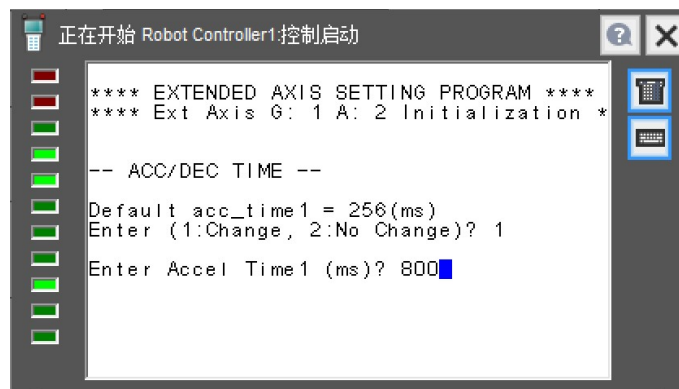 正在开始 Robot Controller1:控制启动
**** EXTENDED AXIS SETTING PROGRAM ****
**** Ext Axis G: 1 A: 2 Initialization *
-- ACC/DEC TIME --
Default acc_time1 = 256(ms)
Enter (1:Change, 2:No Change)? 1
Enter Accel Time1 (ms)? 800